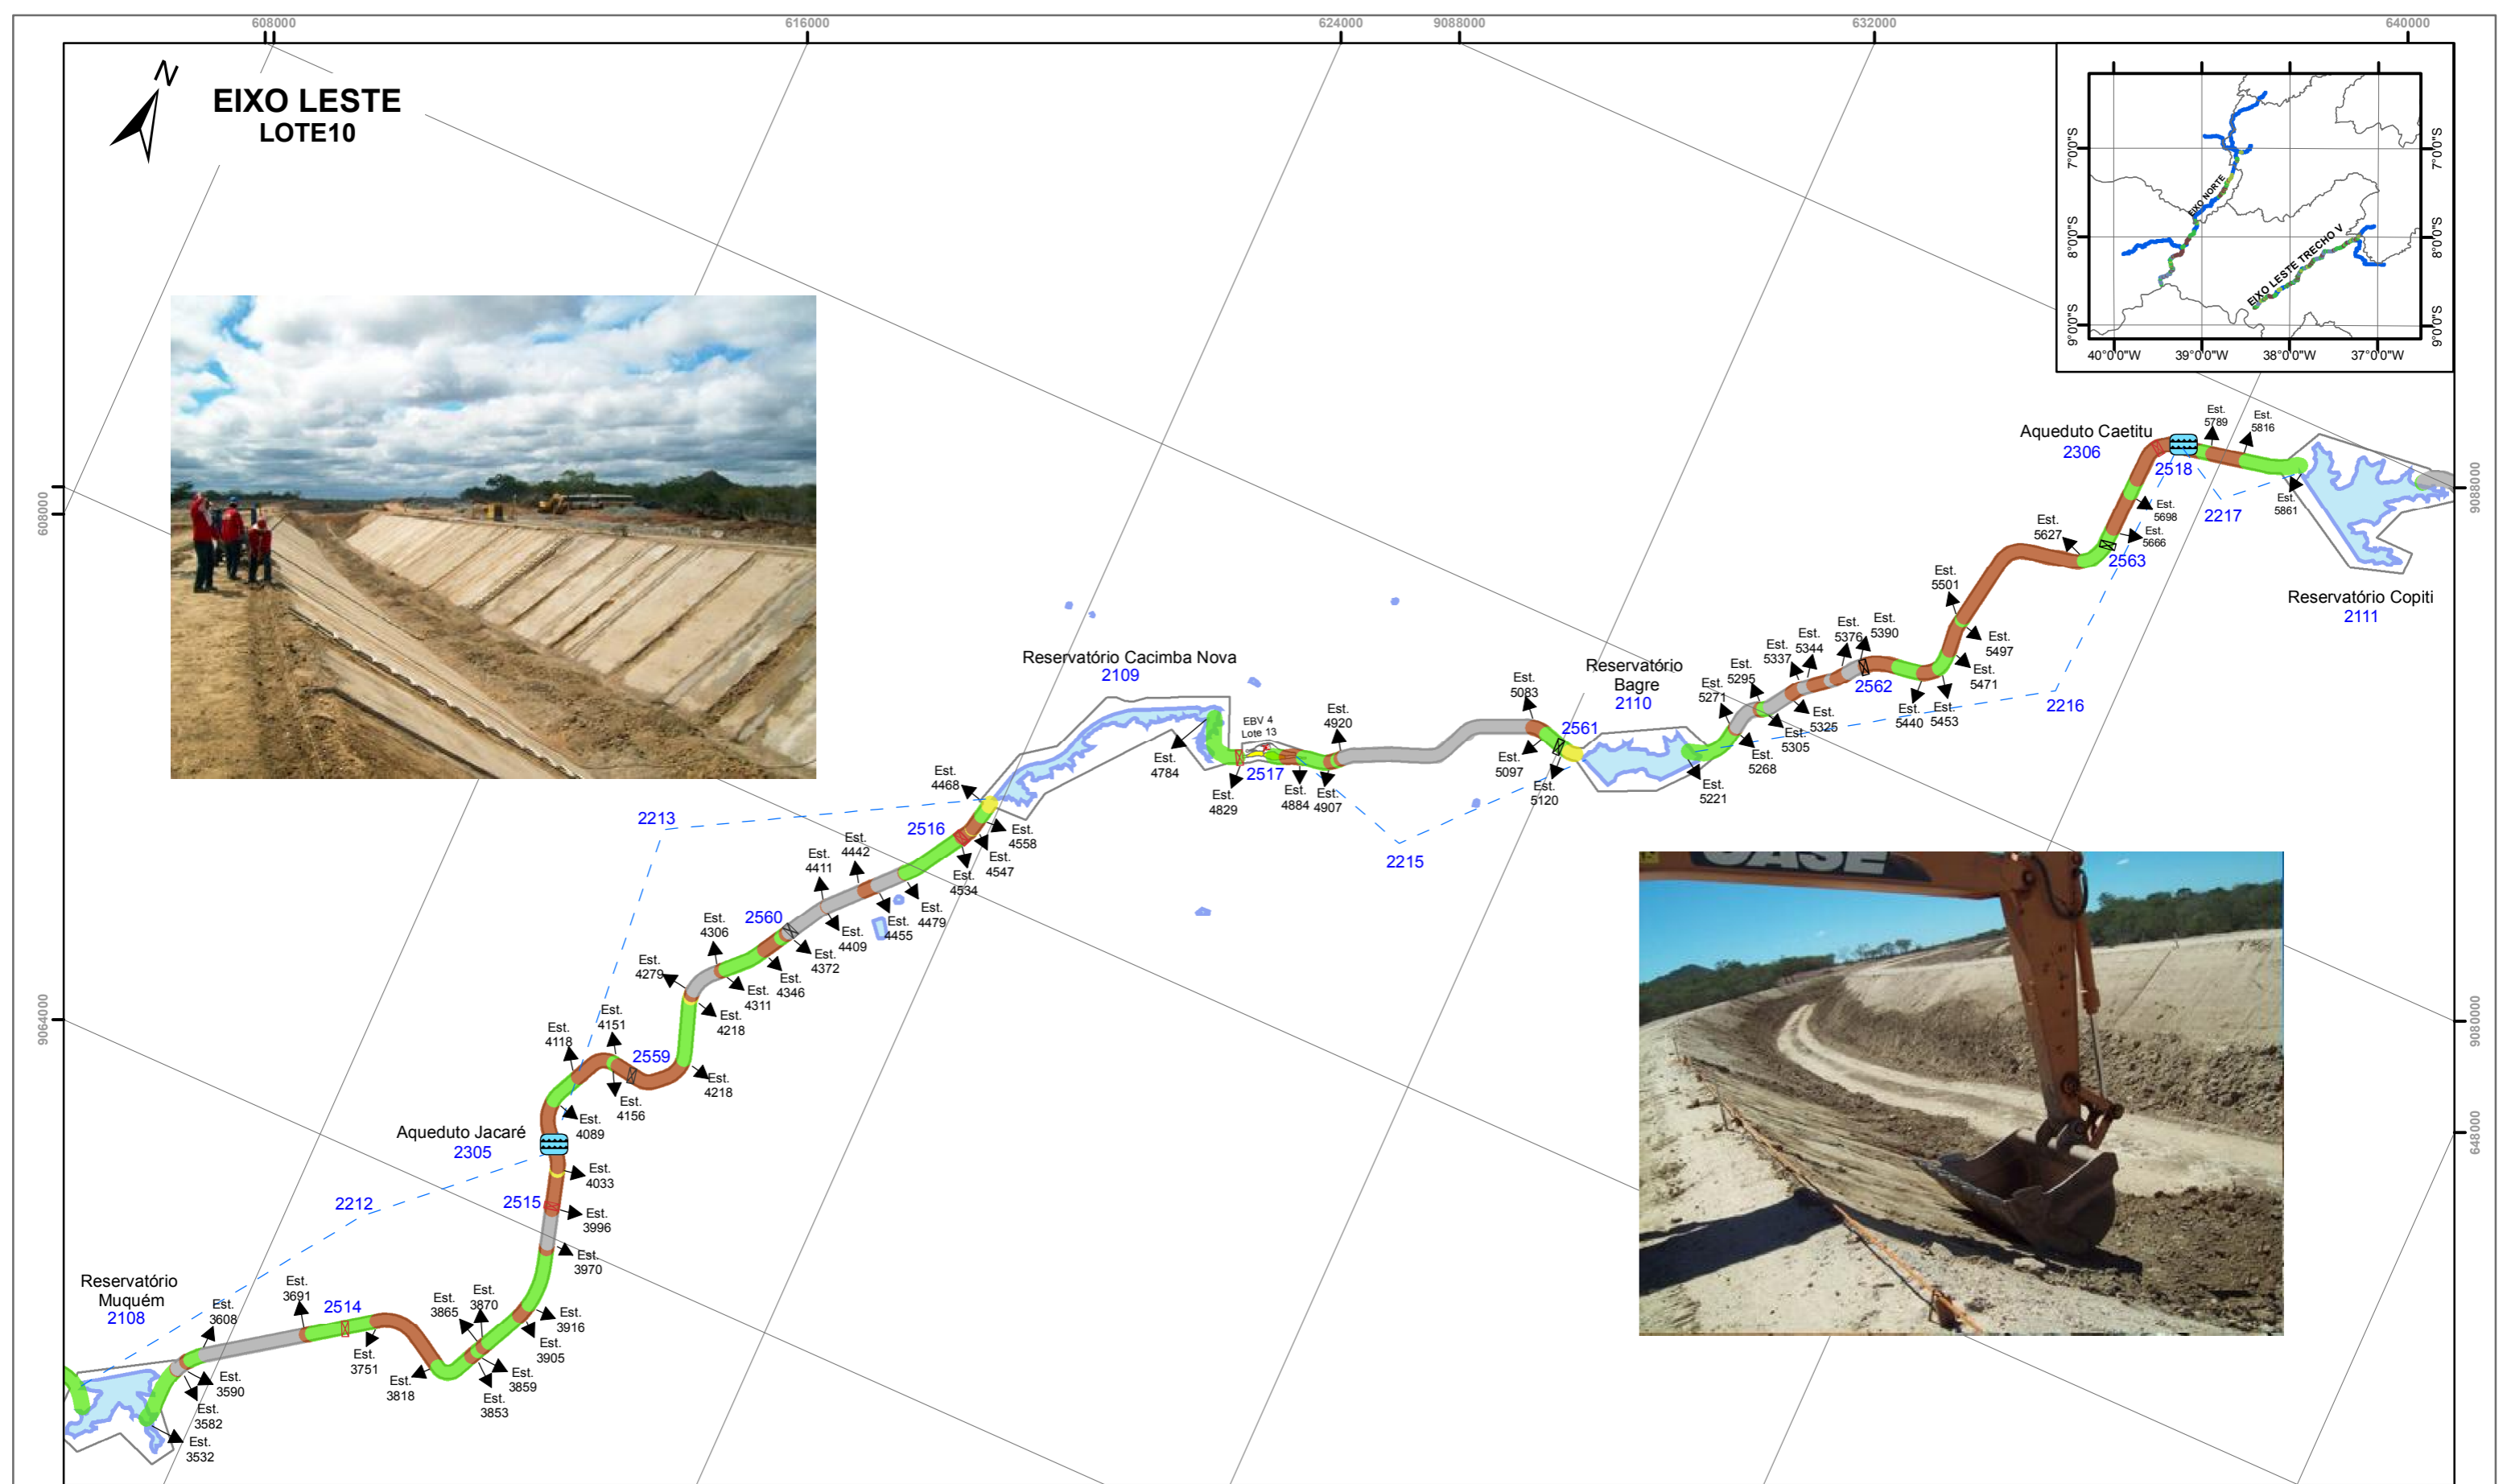 608000
616000
624000
9088000
632000
640000
N
EIXO LESTE
LOTE10
7°0'0"S
8°0'0"S
9°0'0"S
7°0'0"S
8°0'0"S
9°0'0"S
EIXO NORTE
EIXO LESTE TRECHO V
40°0'0"W
39°0'0"W
38°0'0"W
37°0'0"W
608000
9064000
9088000
9080000
648000
Aqueduto Caetitu
2306
2518
Est.
5789
Est.
5816
Est.
5861
2217
Est.
5698
Est.
5666
Est.
5627
2563
Reservatório Copiti
2111
Est.
5501
Est.
5497
Est.
5471
Est.
5453
Est.
5440
2216
Est.
5390
Est.
5376
2562
Est.
5344
Est.
5337
Est.
5325
Est.
5305
Est.
5295
Est.
5271
Est.
5268
Est.
5221
Reservatório
Bagre
2110
2561
Est.
5083
Est.
5097
Est.
5120
2215
Est.
4920
Est.
4907
Est.
4884
EBV 4
Lote 13
2517
Est.
4829
Est.
4784
Reservatório Cacimba Nova
2109
Est.
4468
2213
2516
Est.
4558
Est.
4547
Est.
4534
Est.
4442
Est.
4411
Est.
4479
Est.
4455
Est.
4409
2560
Est.
4372
Est.
4346
Est.
4306
Est.
4311
Est.
4279
Est.
4218
Est.
4218
Est.
4151
2559
Est.
4118
Est.
4156
Est.
4089
Aqueduto Jacaré
2305
Est.
4033
2212
2515
Est.
3996
Est.
3970
Est.
3916
Est.
3905
Est.
3870
Est.
3865
Est.
3859
Est.
3853
Est.
3818
Est.
3751
2514
Est.
3691
Reservatório
Muquém
2108
Est.
3608
Est.
3590
Est.
3582
Est.
3532
CASE